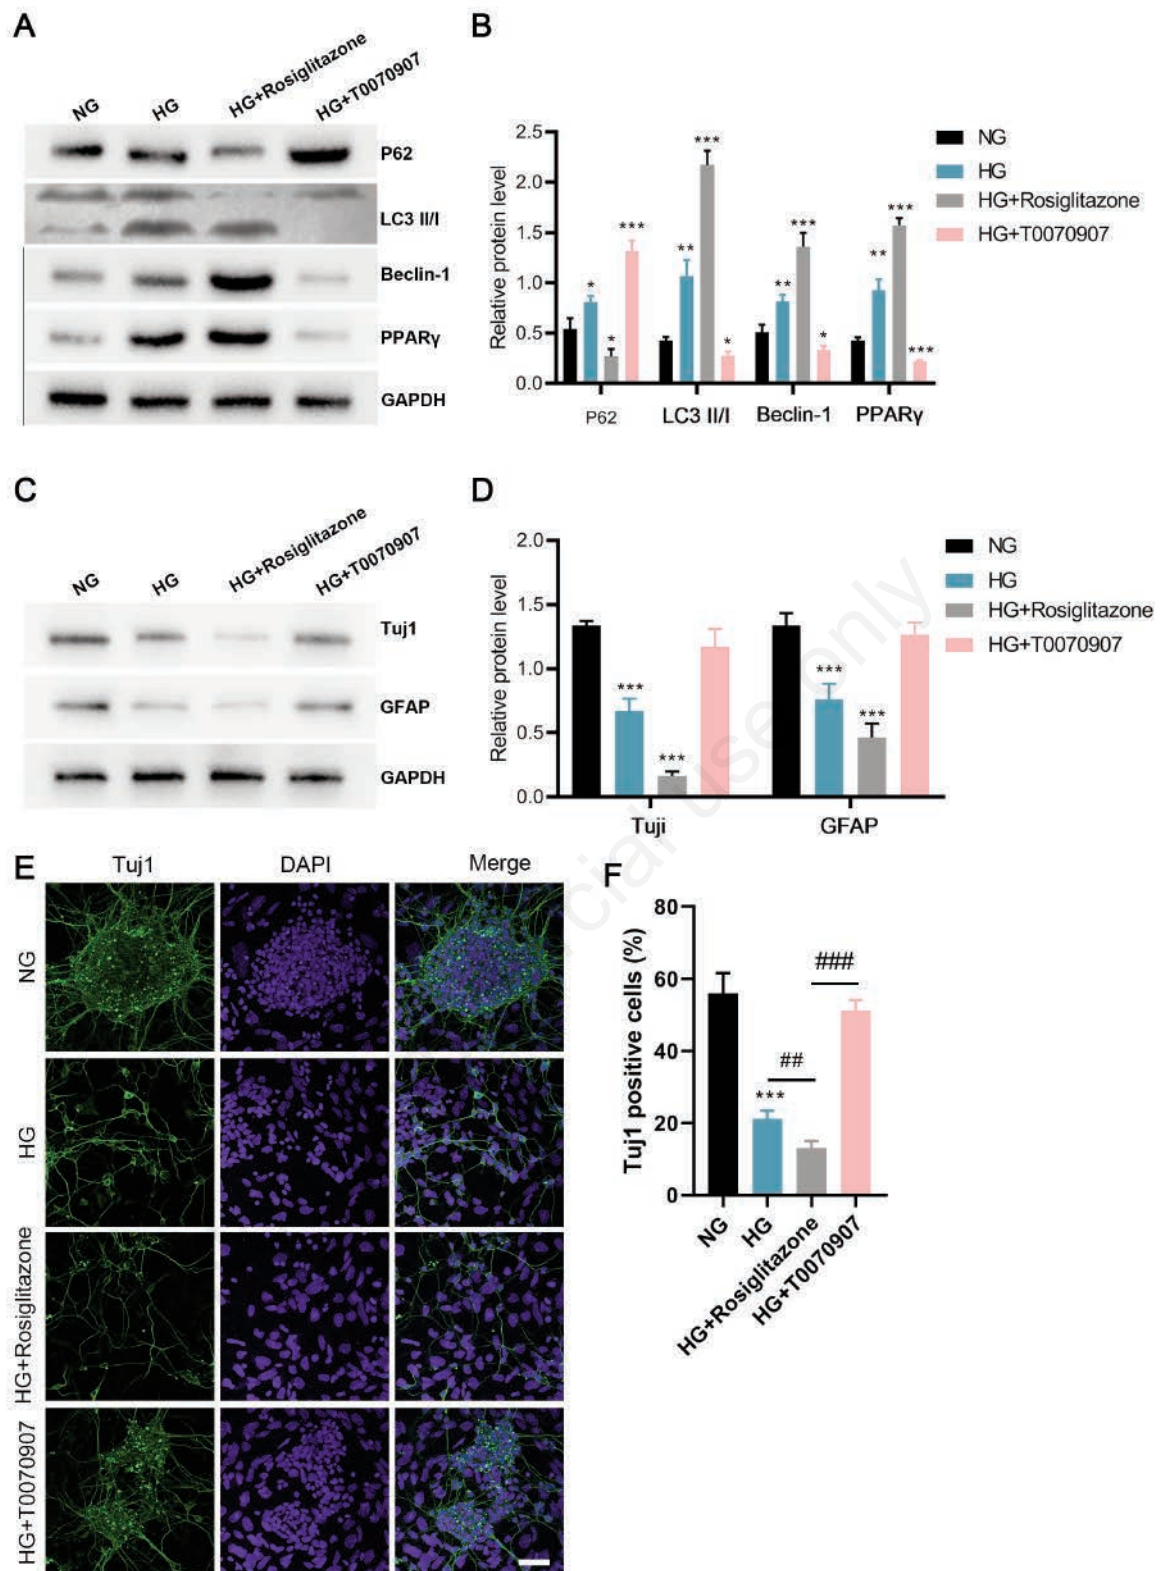 A
NG
HG
HG+Rosiglitazone
HG+T0070907
P62
LC3 II/I
Beclin-1
PPARγ
GAPDH
B
Relative protein level
2.5
2.0
1.5
1.0
0.5
0.0
*
*
***
**
***
*
**
***
*
**
***
***
P62
LC3 II/I
Beclin-1
PPARγ
NG
HG
HG+Rosiglitazone
HG+T0070907
C
NG
HG
HG+Rosiglitazone
HG+T0070907
Tuj1
GFAP
GAPDH
D
Relative protein level
2.0
1.5
1.0
0.5
0.0
***
***
***
***
Tuji
GFAP
NG
HG
HG+Rosiglitazone
HG+T0070907
E
Tuj1
DAPI
Merge
NG
HG
HG+Rosiglitazone
HG+T0070907
F
Tuj1 positive cells (%)
80
60
40
20
0
***
##
###
NG
HG
HG+Rosiglitazone
HG+T0070907
use only